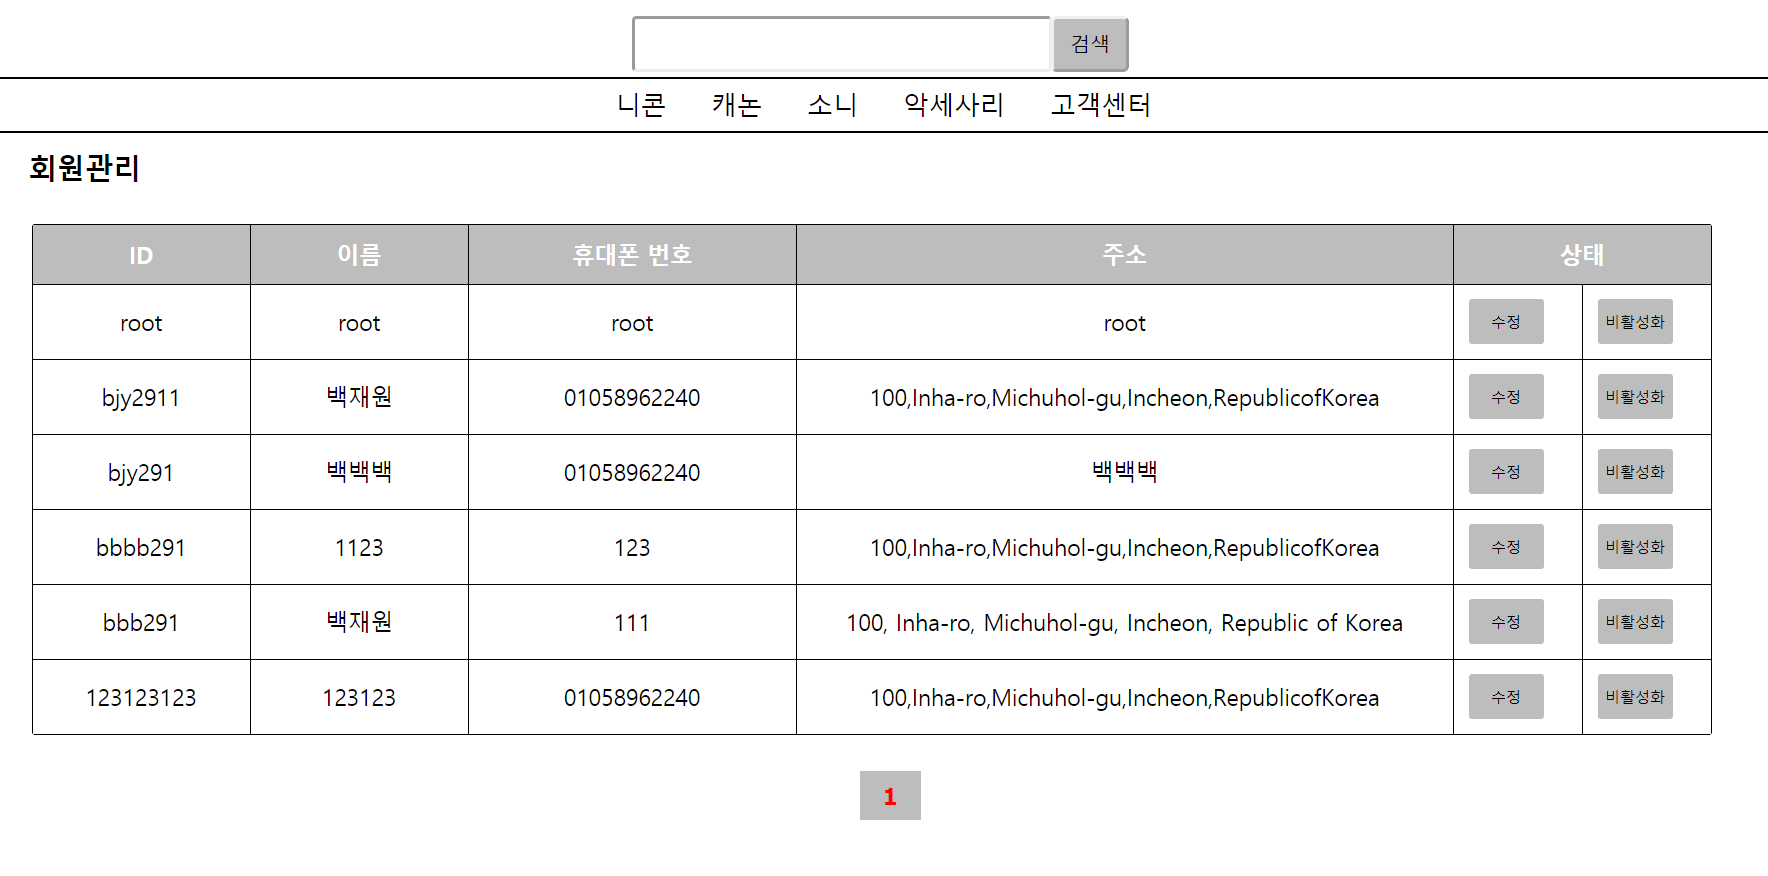 검색
니콘 캐논 소니 악세사리 고객센터
회원관리
ID 이름 휴대폰 번호 주소 상태
root root root root 수정 비활성화
bjy2911 백재원 01058962240 100,Inha-ro,Michuhol-gu,Incheon,RepublicofKorea 수정 비활성화
bjy291 백백백 01058962240 백백백 수정 비활성화
bbbb291 1123 123 100,Inha-ro,Michuhol-gu,Incheon,RepublicofKorea 수정 비활성화
bbb291 백재원 111 100, Inha-ro, Michuhol-gu, Incheon, Republic of Korea 수정 비활성화
123123123 123123 01058962240 100,Inha-ro,Michuhol-gu,Incheon,RepublicofKorea 수정 비활성화
1